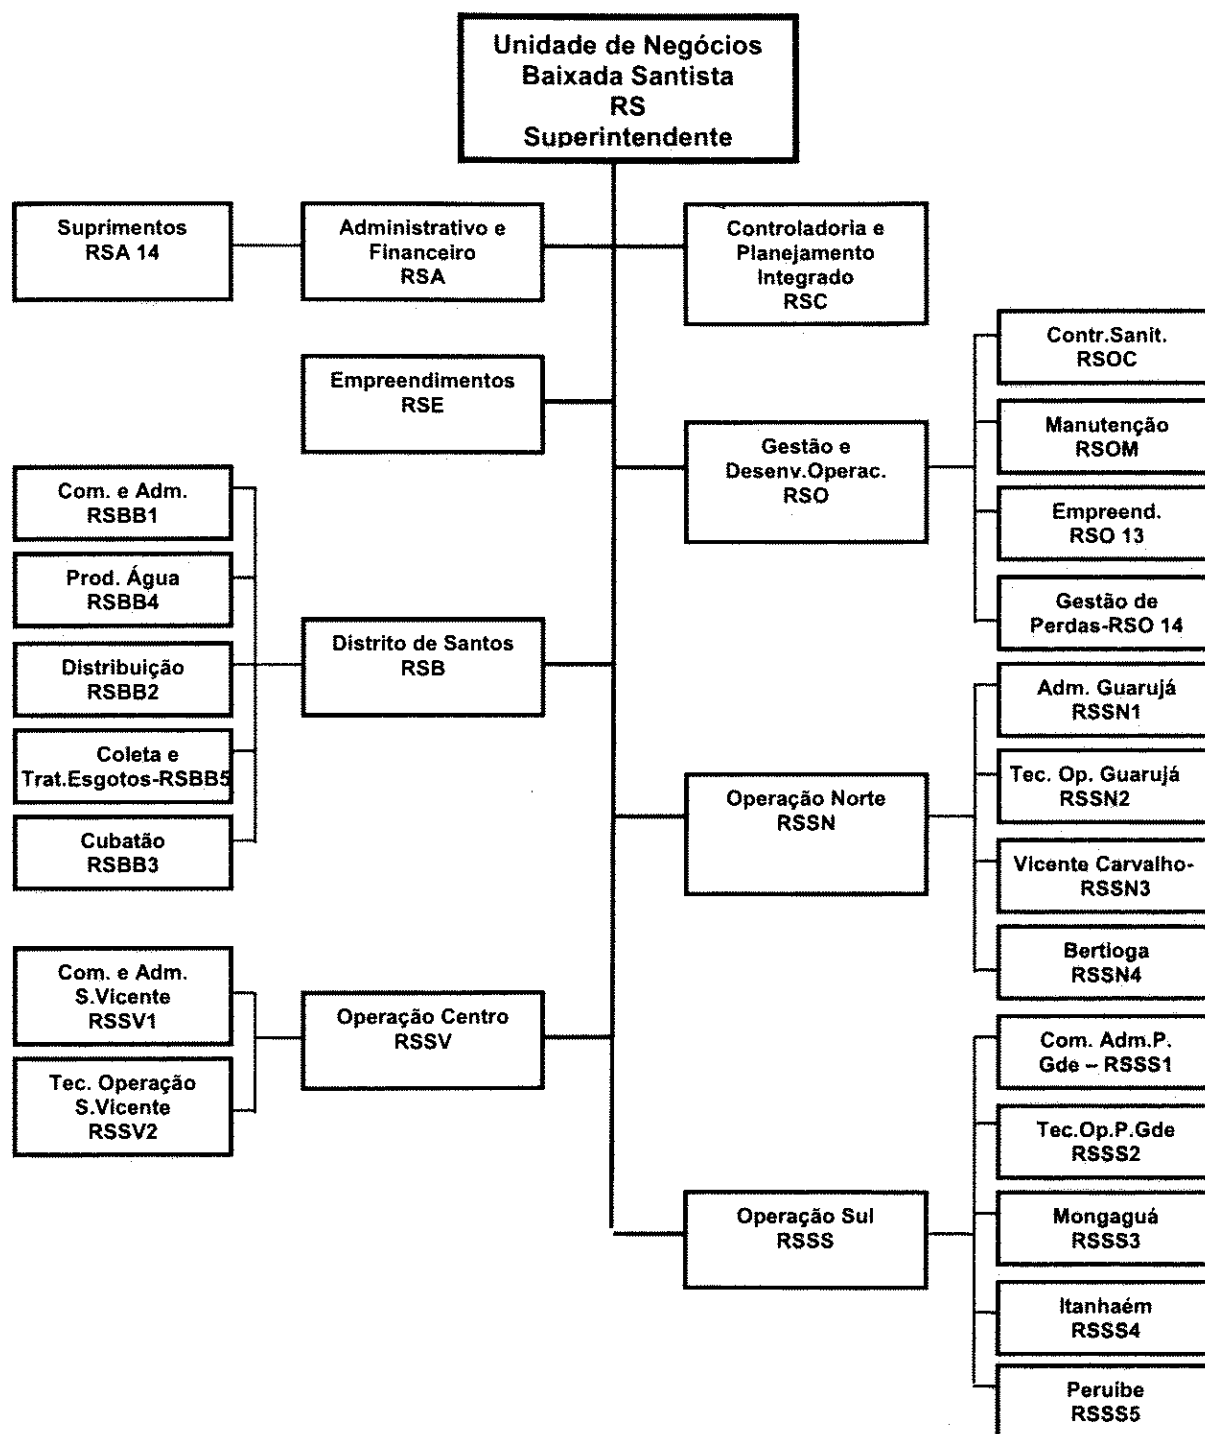 Unidade de Negócios
Baixada Santista
RS
Superintendente
Suprimentos
RSA 14
Administrativo e
Financeiro
RSA
Controladoria e
Planejamento
Integrado
RSC
Contr.Sanit.
RSOC
Empreendimentos
RSE
Manutenção
RSOM
Gestão e
Desenv.Operac.
RSO
Empreend.
RSO 13
Gestão de
Perdas-RSO 14
Com. e Adm.
RSBB1
Prod. Água
RSBB4
Distribuição
RSBB2
Coleta e
Trat.Esgotos-RSBB5
Cubatão
RSBB3
Distrito de Santos
RSB
Adm. Guarujá
RSSN1
Tec. Op. Guarujá
RSSN2
Operação Norte
RSSN
Vicente Carvalho-
RSSN3
Bertioga
RSSN4
Com. e Adm.
S.Vicente
RSSV1
Tec. Operação
S.Vicente
RSSV2
Operação Centro
RSSV
Com. Adm.P.
Gde – RSSS1
Tec.Op.P.Gde
RSSS2
Operação Sul
RSSS
Mongaguá
RSSS3
Itanhaém
RSSS4
Peruíbe
RSSS5